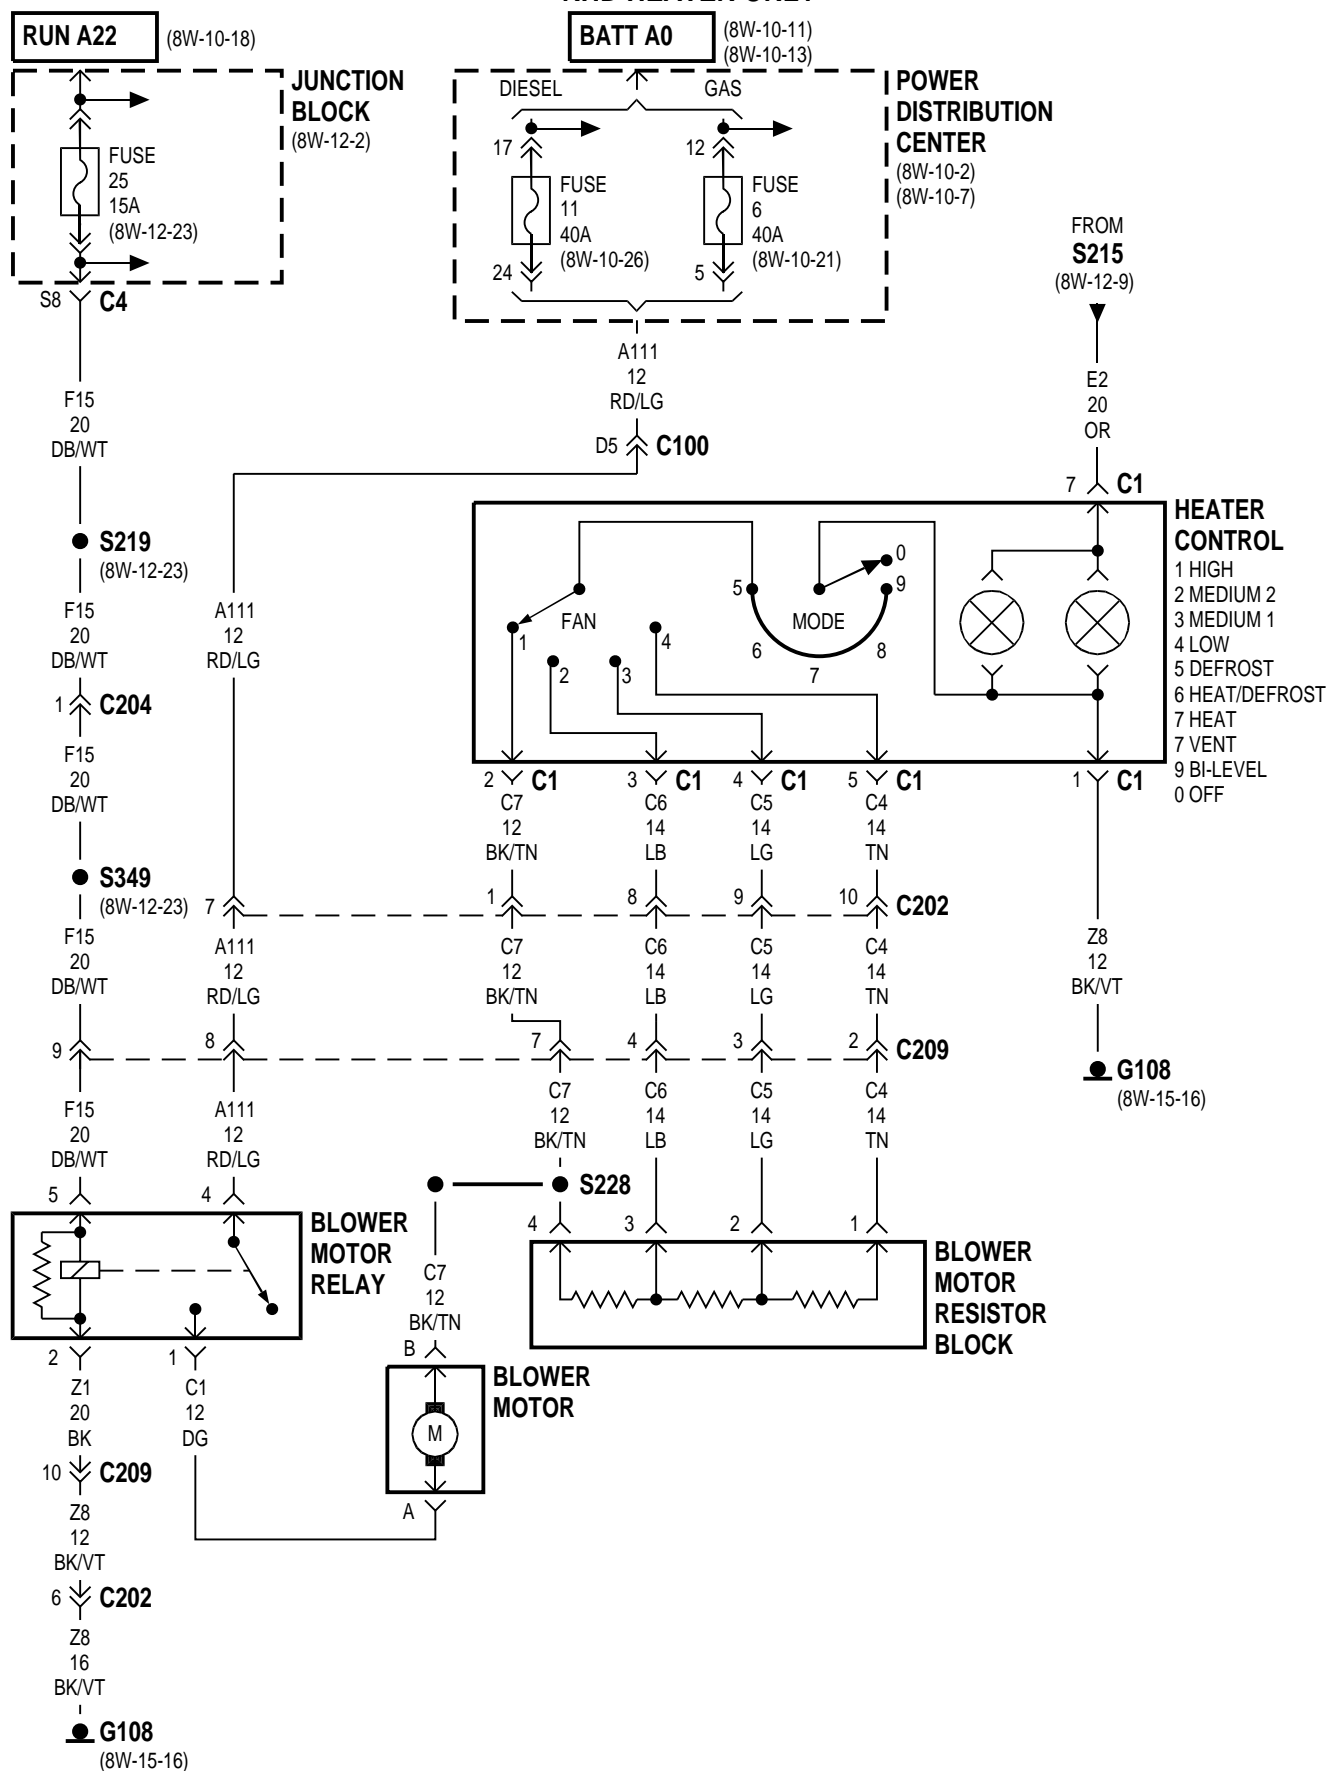 RUN A22
(8W-10-18)
BATT A0
(8W-10-11)
(8W-10-13)
JUNCTION
BLOCK
(8W-12-2)
FUSE
25
15A
(8W-12-23)
S8
C4
DIESEL
GAS
17
12
FUSE
11
40A
(8W-10-26)
FUSE
6
40A
(8W-10-21)
24
5
POWER
DISTRIBUTION
CENTER
(8W-10-2)
(8W-10-7)
FROM
S215
(8W-12-9)
A111
12
RD/LG
D5
C100
E2
20
OR
7
C1
F15
20
DB/WT
S219
(8W-12-23)
F15
20
DB/WT
1
C204
F15
20
DB/WT
S349
(8W-12-23)
F15
20
DB/WT
A111
12
RD/LG
7
A111
12
RD/LG
FAN
1
2
3
4
MODE
5
6
7
8
9
0
HEATER
CONTROL
1 HIGH
2 MEDIUM 2
3 MEDIUM 1
4 LOW
5 DEFROST
6 HEAT/DEFROST
7 HEAT
7 VENT
9 BI-LEVEL
0 OFF
2 C1
3 C1
4 C1
5 C1
1 C1
C7
12
BK/TN
C6
14
LB
C5
14
LG
C4
14
TN
1
8
9
10
C202
C7
12
BK/TN
C6
14
LB
C5
14
LG
C4
14
TN
Z8
12
BK/VT
G108
(8W-15-16)
9
8
7
4
3
2
C209
F15
20
DB/WT
A111
12
RD/LG
C7
12
BK/TN
C6
14
LB
C5
14
LG
C4
14
TN
S228
5
4
4
3
2
1
BLOWER
MOTOR
RELAY
BLOWER
MOTOR
RESISTOR
BLOCK
C7
12
BK/TN
B
BLOWER
MOTOR
M
A
2
1
Z1
20
BK
C1
12
DG
10
C209
Z8
12
BK/VT
6
C202
Z8
16
BK/VT
G108
(8W-15-16)